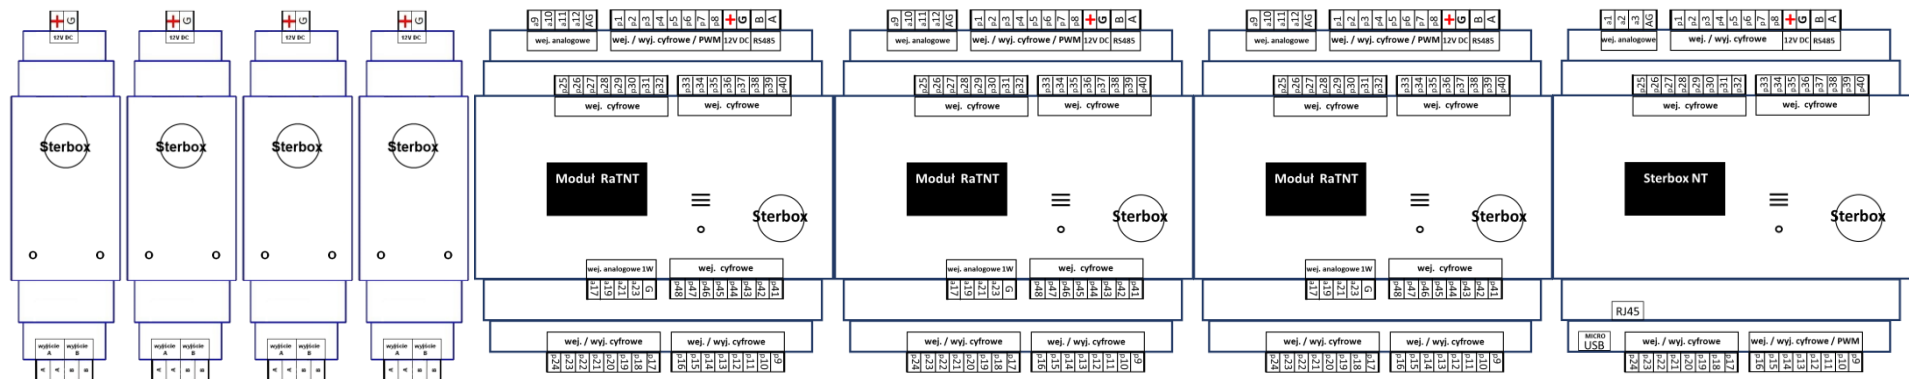 + G
12V DC
Sterbox
O O
wyjście A wyjście B
A A B B
+ G
12V DC
Sterbox
O O
wyjście A wyjście B
A A B B
+ G
12V DC
Sterbox
O O
wyjście A wyjście B
A A B B
+ G
12V DC
Sterbox
O O
wyjście A wyjście B
A A B B
a9 a10 a11 a12 AG p1 p2 p3 p4 p5 p6 p7 p8 + G B A
wej. analogowe wej. / wyj. cyfrowe / PWM 12V DC RS485
p25 p26 p27 p28 p29 p30 p31 p32 p33 p34 p35 p36 p37 p38 p39 p40
wej. cyfrowe wej. cyfrowe
Moduł RaTNT
Sterbox
wej. analogowe 1W wej. cyfrowe
a17 a19 a21 a23 G p48 p47 p46 p45 p44 p43 p42 p41
wej. / wyj. cyfrowe wej. / wyj. cyfrowe
p24 p23 p22 p21 p20 p19 p18 p17 p16 p15 p14 p13 p12 p11 p10 p9
a9 a10 a11 a12 AG p1 p2 p3 p4 p5 p6 p7 p8 + G B A
wej. analogowe wej. / wyj. cyfrowe / PWM 12V DC RS485
p25 p26 p27 p28 p29 p30 p31 p32 p33 p34 p35 p36 p37 p38 p39 p40
wej. cyfrowe wej. cyfrowe
Moduł RaTNT
Sterbox
wej. analogowe 1W wej. cyfrowe
a17 a19 a21 a23 G p48 p47 p46 p45 p44 p43 p42 p41
wej. / wyj. cyfrowe wej. / wyj. cyfrowe
p24 p23 p22 p21 p20 p19 p18 p17 p16 p15 p14 p13 p12 p11 p10 p9
a9 a10 a11 a12 AG p1 p2 p3 p4 p5 p6 p7 p8 + G B A
wej. analogowe wej. / wyj. cyfrowe / PWM 12V DC RS485
p25 p26 p27 p28 p29 p30 p31 p32 p33 p34 p35 p36 p37 p38 p39 p40
wej. cyfrowe wej. cyfrowe
Moduł RaTNT
Sterbox
wej. analogowe 1W wej. cyfrowe
a17 a19 a21 a23 G p48 p47 p46 p45 p44 p43 p42 p41
wej. / wyj. cyfrowe wej. / wyj. cyfrowe
p24 p23 p22 p21 p20 p19 p18 p17 p16 p15 p14 p13 p12 p11 p10 p9
a1 a2 a3 AG p1 p2 p3 p4 p5 p6 p7 p8 + G B A
wej. analogowe wej. / wyj. cyfrowe 12V DC RS485
p25 p26 p27 p28 p29 p30 p31 p32 p33 p34 p35 p36 p37 p38 p39 p40
wej. cyfrowe wej. cyfrowe
Sterbox NT
Sterbox
RJ45
MICRO USB
wej. / wyj. cyfrowe wej. / wyj. cyfrowe / PWM
p24 p23 p22 p21 p20 p19 p18 p17 p16 p15 p14 p13 p12 p11 p10 p9